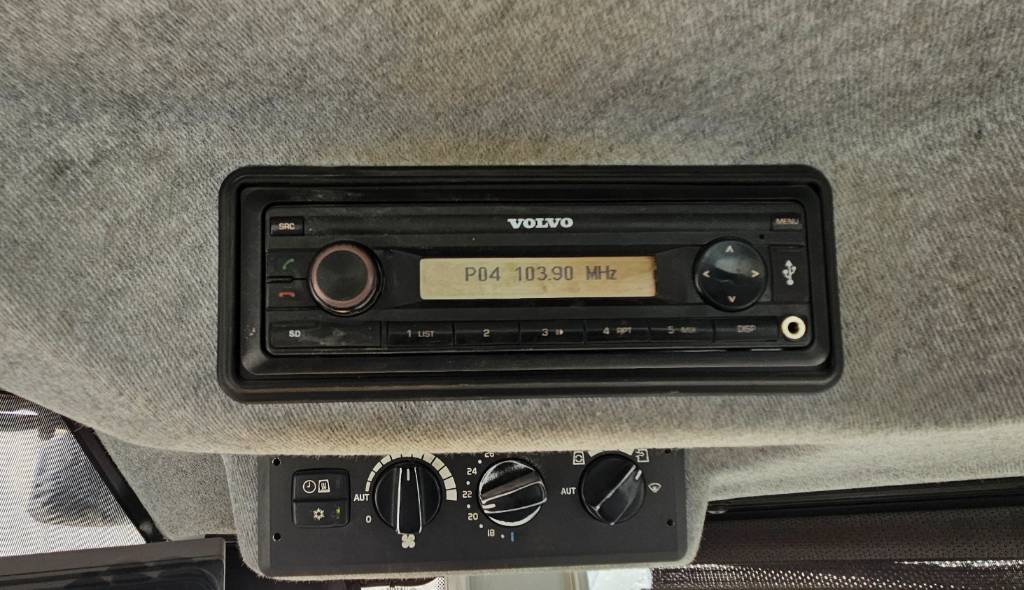 VOLVO
SRC
MENU
P04 103.90 MHz
SD
1 LIST
2
3
4 RPT
5 MSI
DISP
26
24
22
20
18
AUT
0
AUT